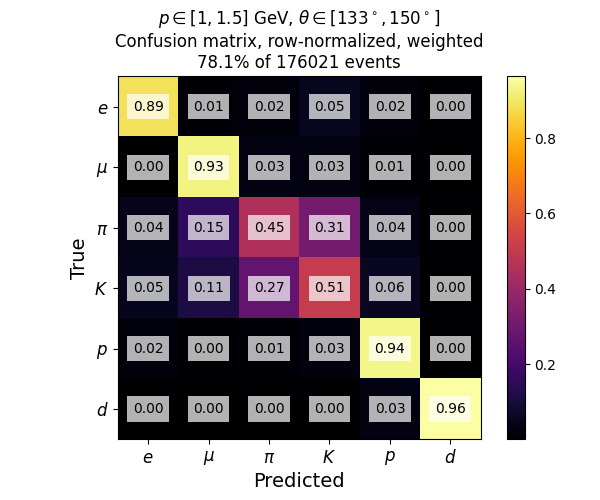 p ∈ [1, 1.5] GeV, θ ∈ [133°, 150°]
Confusion matrix, row-normalized, weighted
78.1% of 176021 events
e 0.89 0.01 0.02 0.05 0.02 0.00
μ 0.00 0.93 0.03 0.03 0.01 0.00
π 0.04 0.15 0.45 0.31 0.04 0.00
K 0.05 0.11 0.27 0.51 0.06 0.00
p 0.02 0.00 0.01 0.03 0.94 0.00
d 0.00 0.00 0.00 0.00 0.03 0.96
e μ π K p d
True
Predicted
0.8
0.6
0.4
0.2